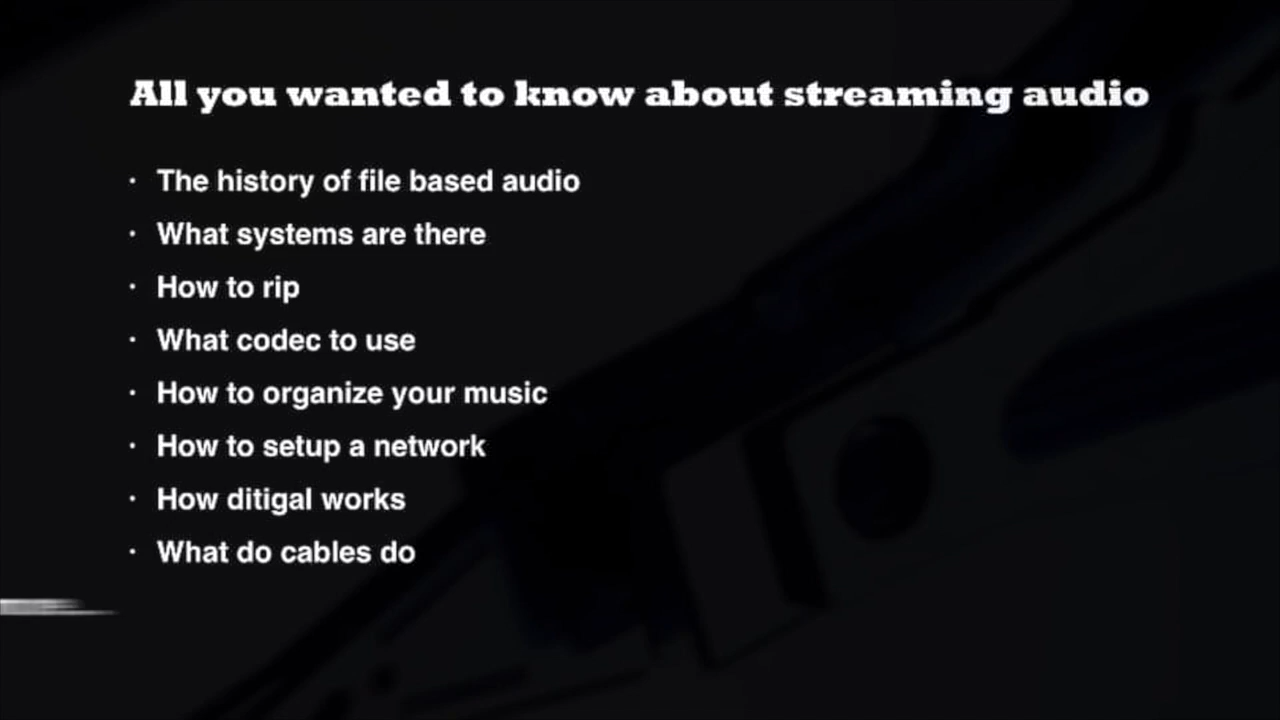 All you wanted to know about streaming audio
· The history of file based audio
· What systems are there
· How to rip
· What codec to use
· How to organize your music
· How to setup a network
· How ditigal works
· What do cables do